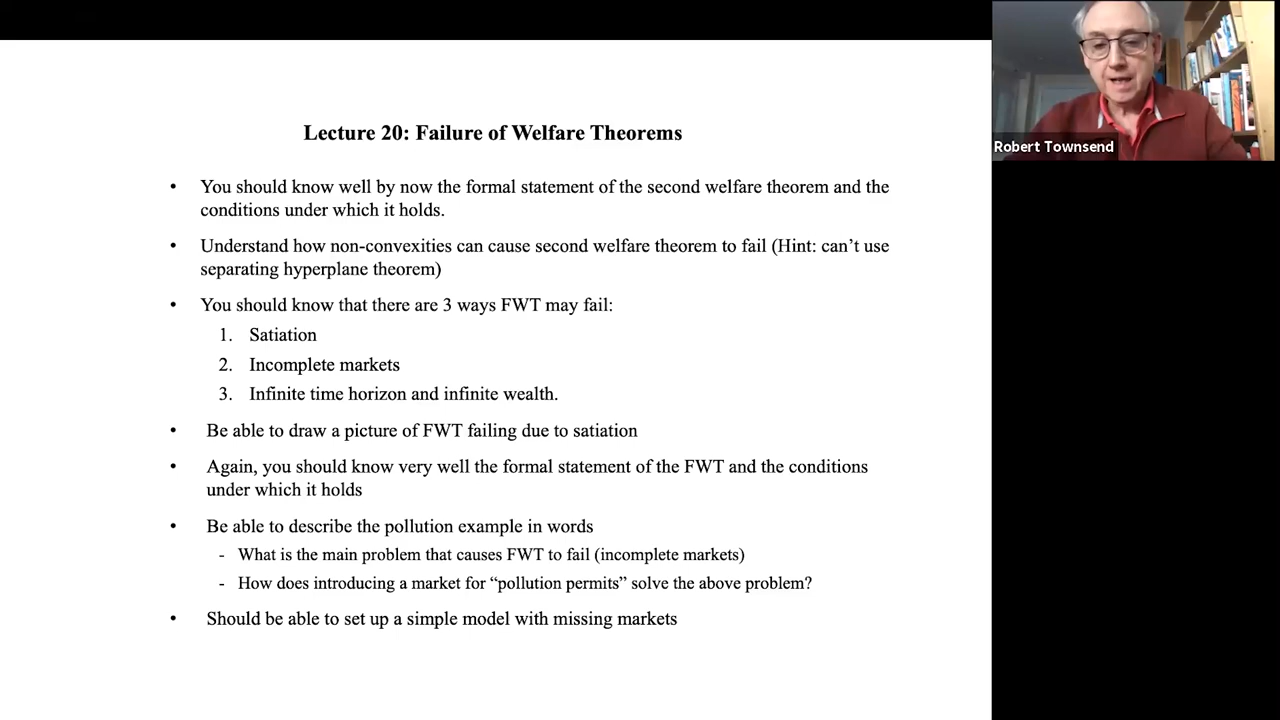 Lecture 20: Failure of Welfare Theorems
• You should know well by now the formal statement of the second welfare theorem and the
conditions under which it holds.
• Understand how non-convexities can cause second welfare theorem to fail (Hint: can’t use
separating hyperplane theorem)
• You should know that there are 3 ways FWT may fail:
1. Satiation
2. Incomplete markets
3. Infinite time horizon and infinite wealth.
• Be able to draw a picture of FWT failing due to satiation
• Again, you should know very well the formal statement of the FWT and the conditions
under which it holds
• Be able to describe the pollution example in words
- What is the main problem that causes FWT to fail (incomplete markets)
- How does introducing a market for “pollution permits” solve the above problem?
• Should be able to set up a simple model with missing markets
Robert Townsend